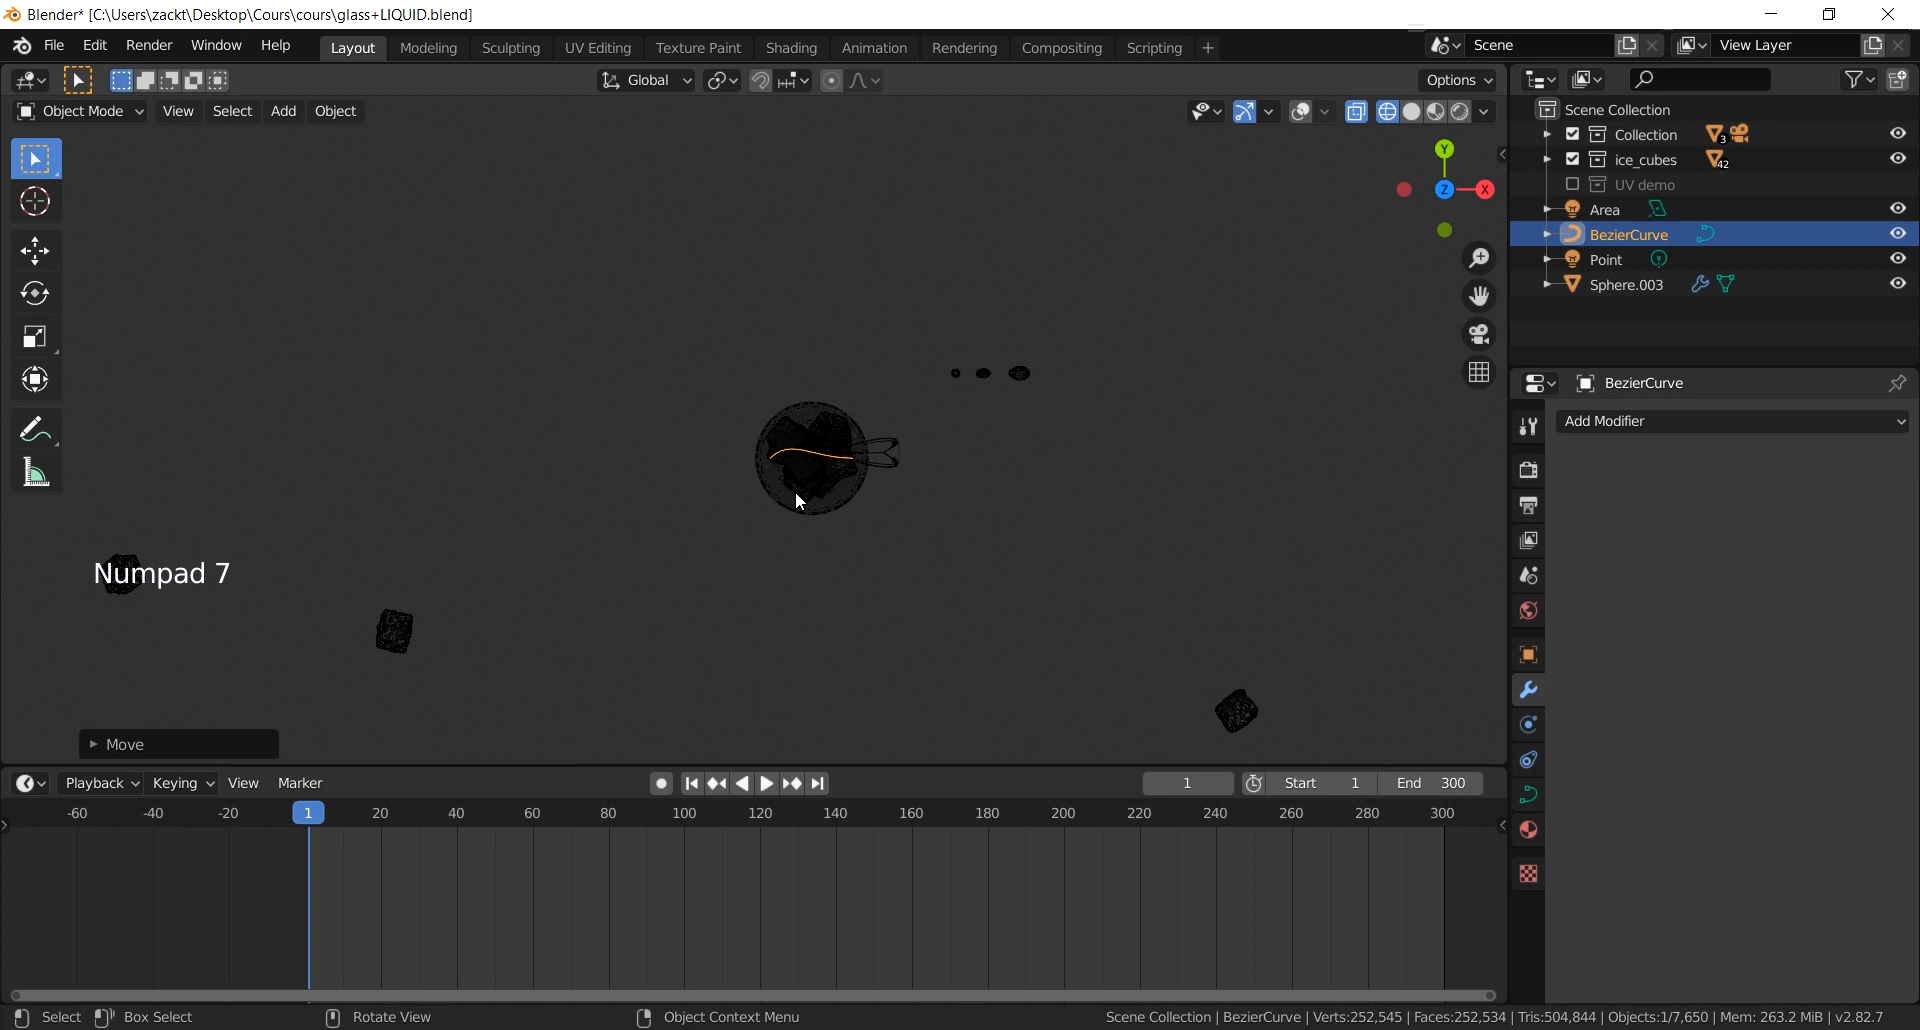 Blender* [C:\Users\zackt\Desktop\Cours\cours\glass+LIQUID.blend]
File Edit Render Window Help Layout Modeling Sculpting UV Editing Texture Paint Shading Animation Rendering Compositing Scripting + Scene View Layer
Global Options
Object Mode View Select Add Object
Scene Collection
Collection 3
ice_cubes 42
UV demo
Area
BezierCurve
Point
Sphere.003
Y
Z X
BezierCurve
Add Modifier
Numpad 7
Move
Playback Keying View Marker 1 Start 1 End 300
-60 -40 -20 1 20 40 60 80 100 120 140 160 180 200 220 240 260 280 300
Select Box Select Rotate View Object Context Menu Scene Collection | BezierCurve | Verts:252,545 | Faces:252,534 | Tris:504,844 | Objects:1/7,650 | Mem: 263.2 MiB | v2.82.7